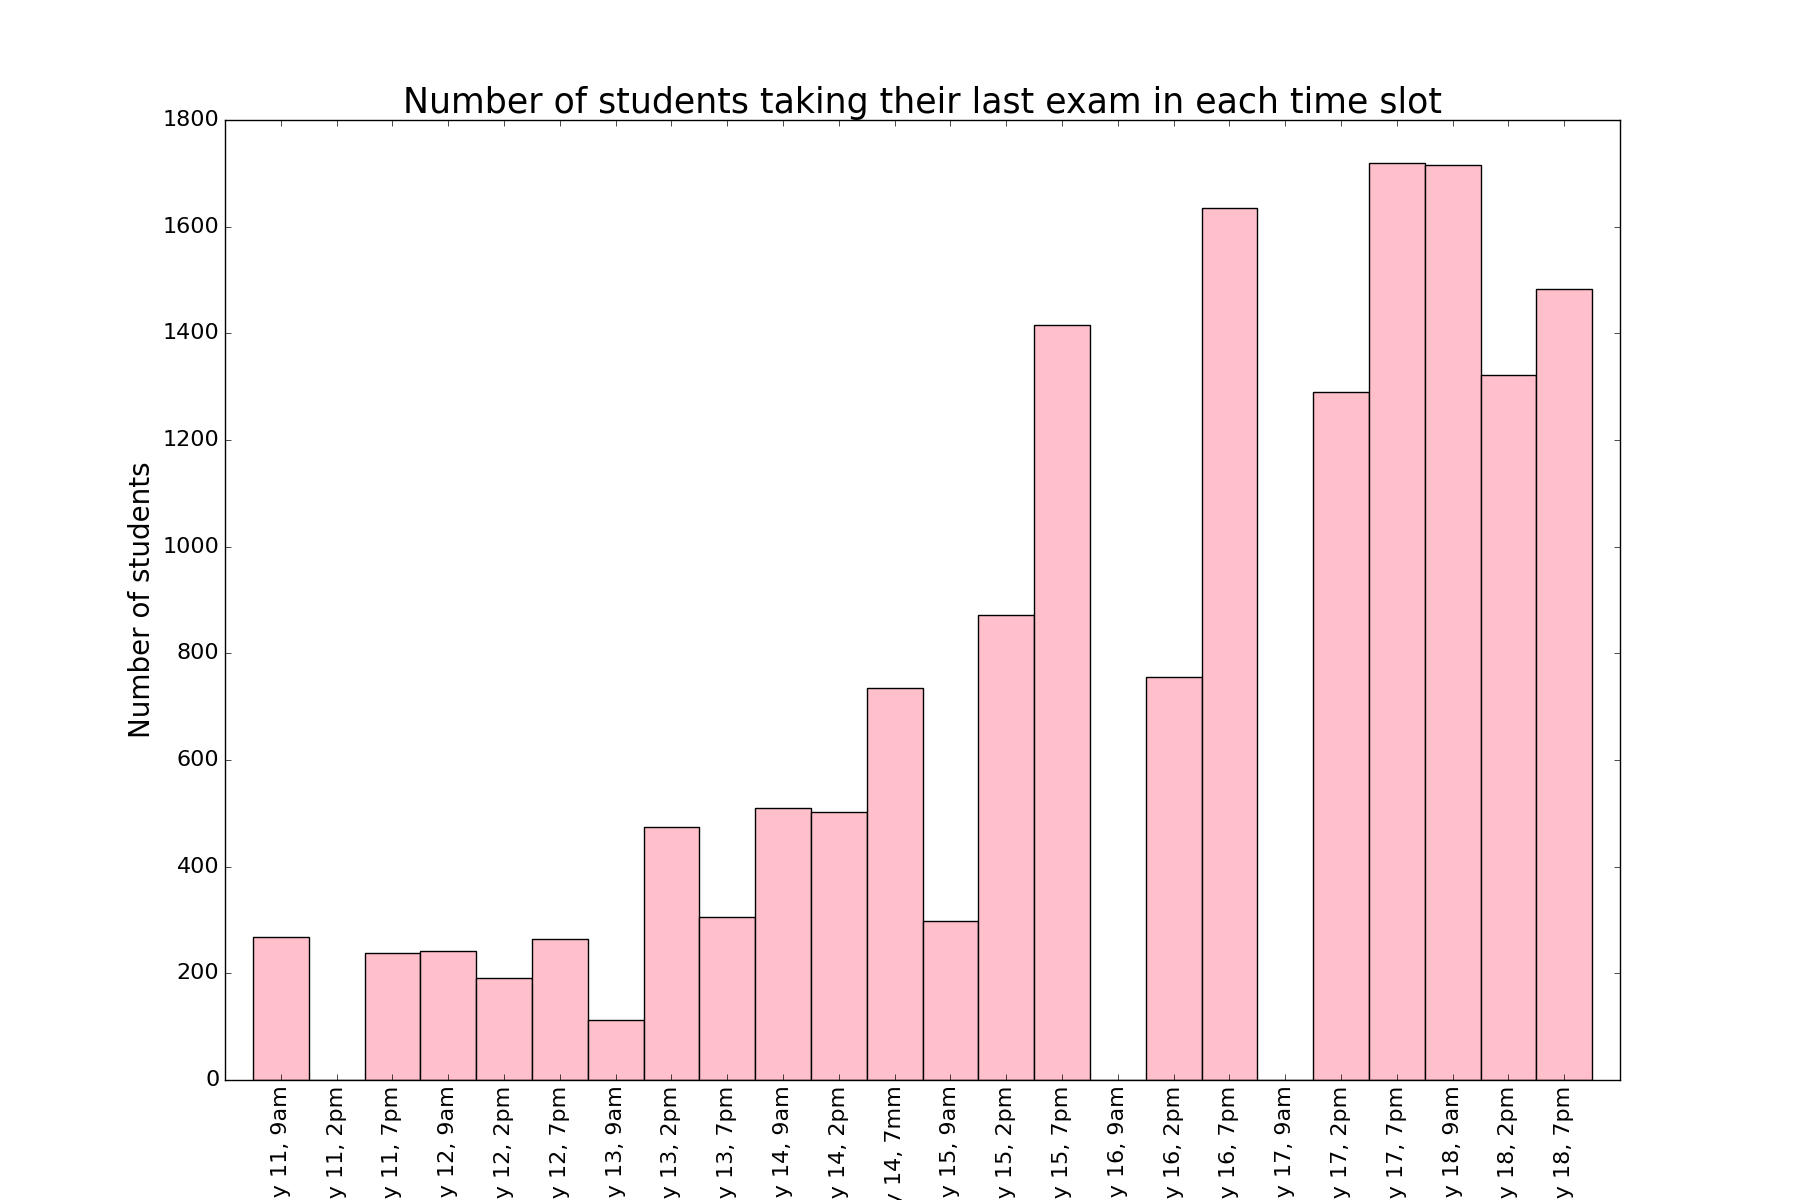 Number of students taking their last exam in each time slot
Number of students
1800
1600
1400
1200
1000
800
600
400
200
0
y 11, 9am
y 11, 2pm
y 11, 7pm
y 12, 9am
y 12, 2pm
y 12, 7pm
y 13, 9am
y 13, 2pm
y 13, 7pm
y 14, 9am
y 14, 2pm
y 14, 7mm
y 15, 9am
y 15, 2pm
y 15, 7pm
y 16, 9am
y 16, 2pm
y 16, 7pm
y 17, 9am
y 17, 2pm
y 17, 7pm
y 18, 9am
y 18, 2pm
y 18, 7pm